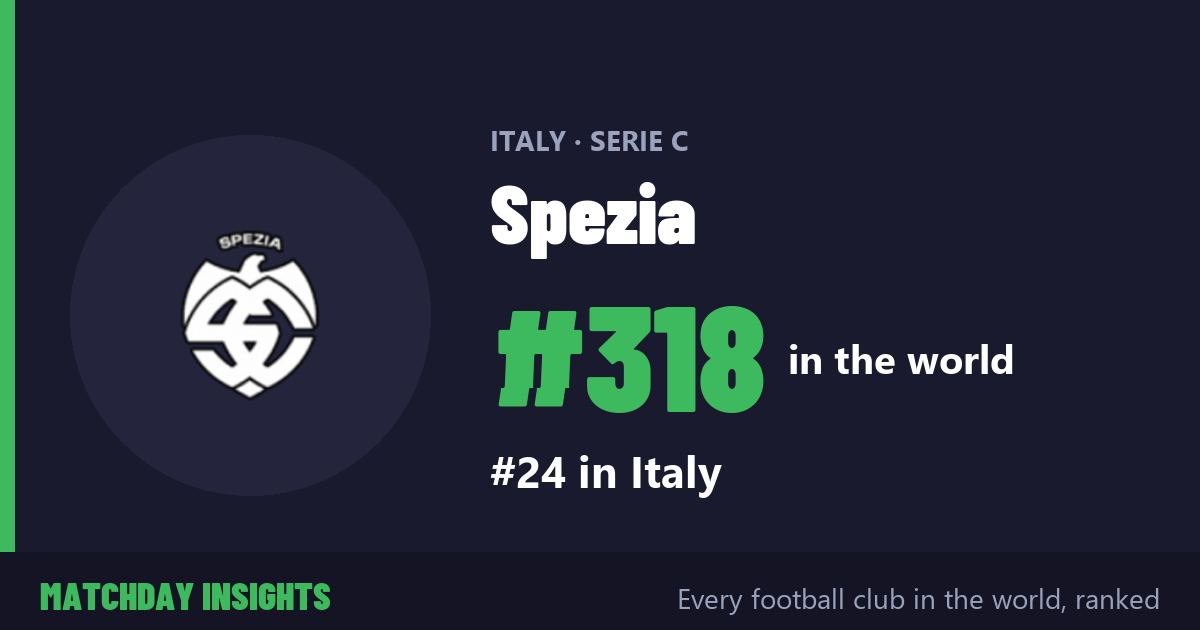 ITALY · SERIE C
SPEZIA
Spezia
#318 in the world
#24 in Italy
MATCHDAY INSIGHTS
Every football club in the world, ranked